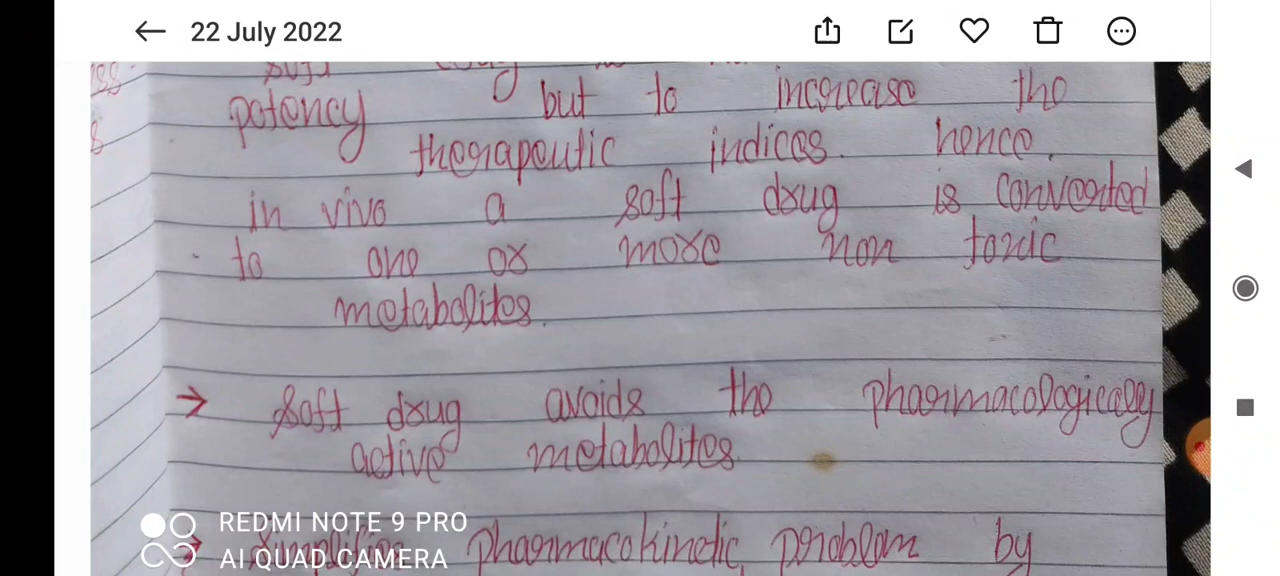 22 July 2022
potency but to increase the
therapeutic indices. hence.
in vivo a soft drug is converted
to one or more non toxic
metabolites.
→ soft drug avoids the pharmacologically
active metabolites.
→ simplifies pharmacokinetic problem by
REDMI NOTE 9 PRO
AI QUAD CAMERA